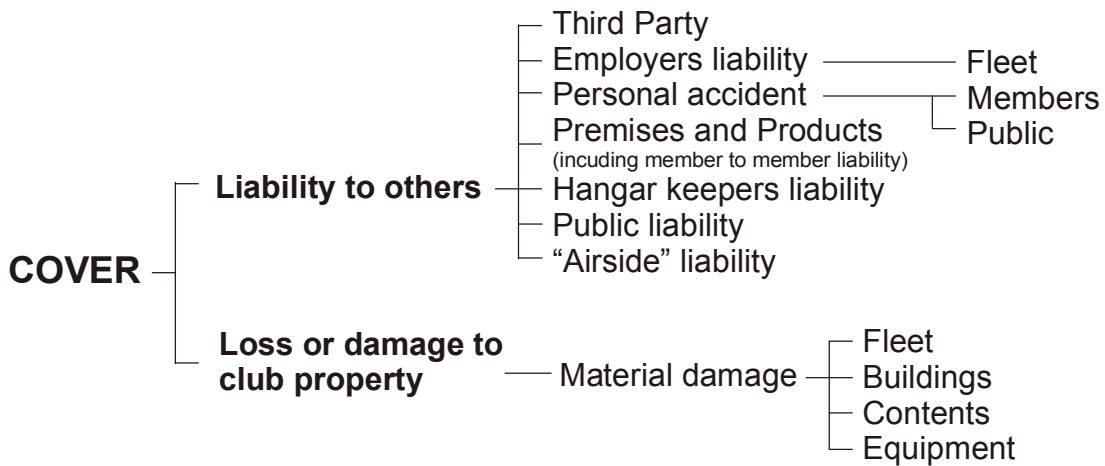 COVER
Liability to others
Third Party
Employers liability
Fleet
Personal accident
Members
Public
Premises and Products
(incuding member to member liability)
Hangar keepers liability
Public liability
“Airside” liability
Loss or damage to
club property
Material damage
Fleet
Buildings
Contents
Equipment